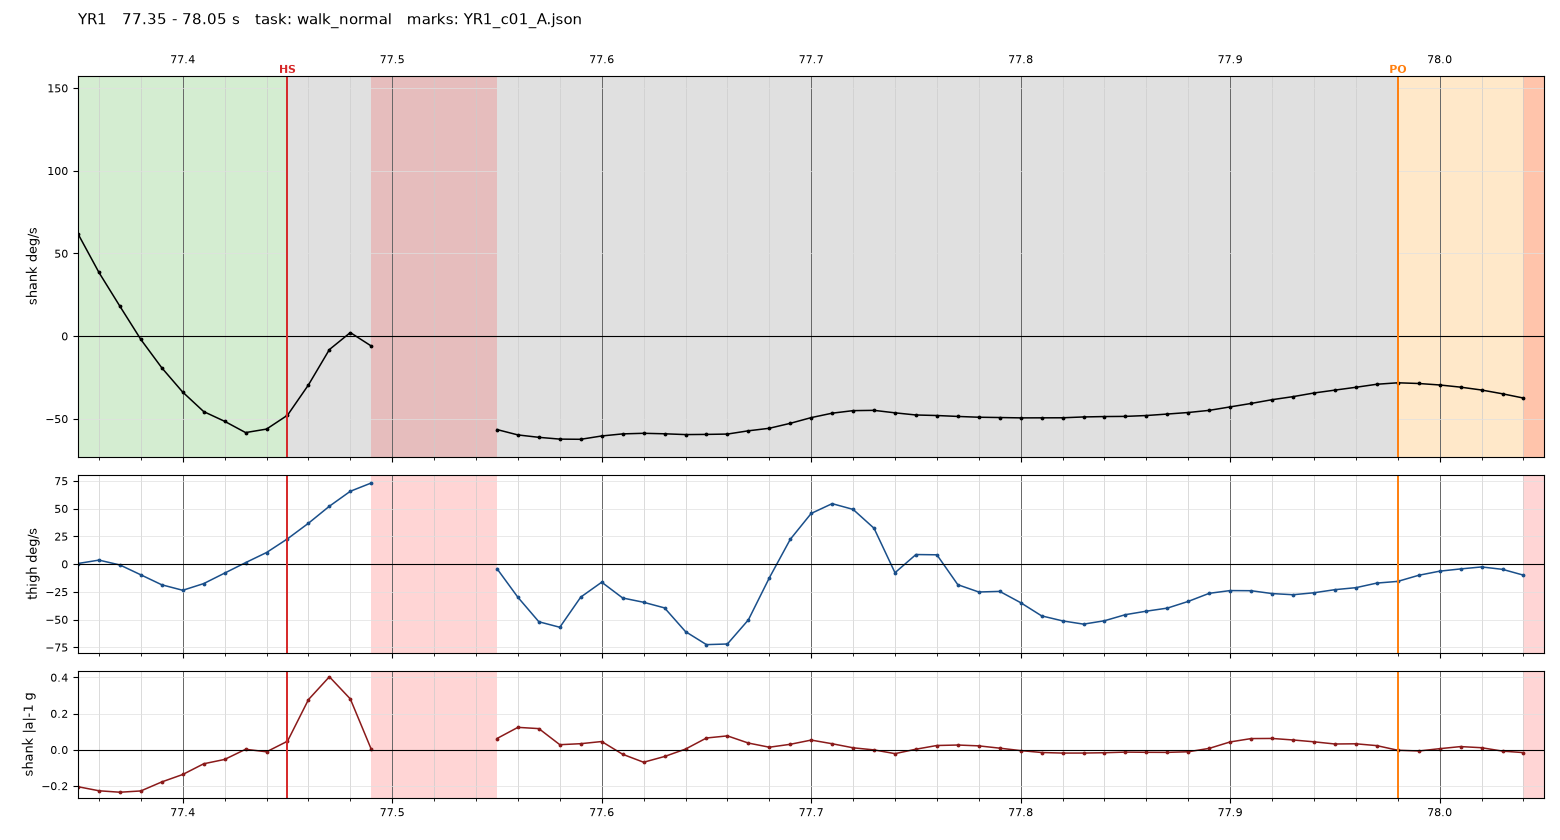 YR1   77.35 - 78.05 s   task: walk_normal   marks: YR1_c01_A.json
77.4 77.5 77.6 77.7 77.8 77.9 78.0
HS PO
shank deg/s
150
100
50
0
−50
thigh deg/s
75
50
25
0
−25
−50
−75
shank |a|-1 g
0.4
0.2
0.0
−0.2
77.4 77.5 77.6 77.7 77.8 77.9 78.0